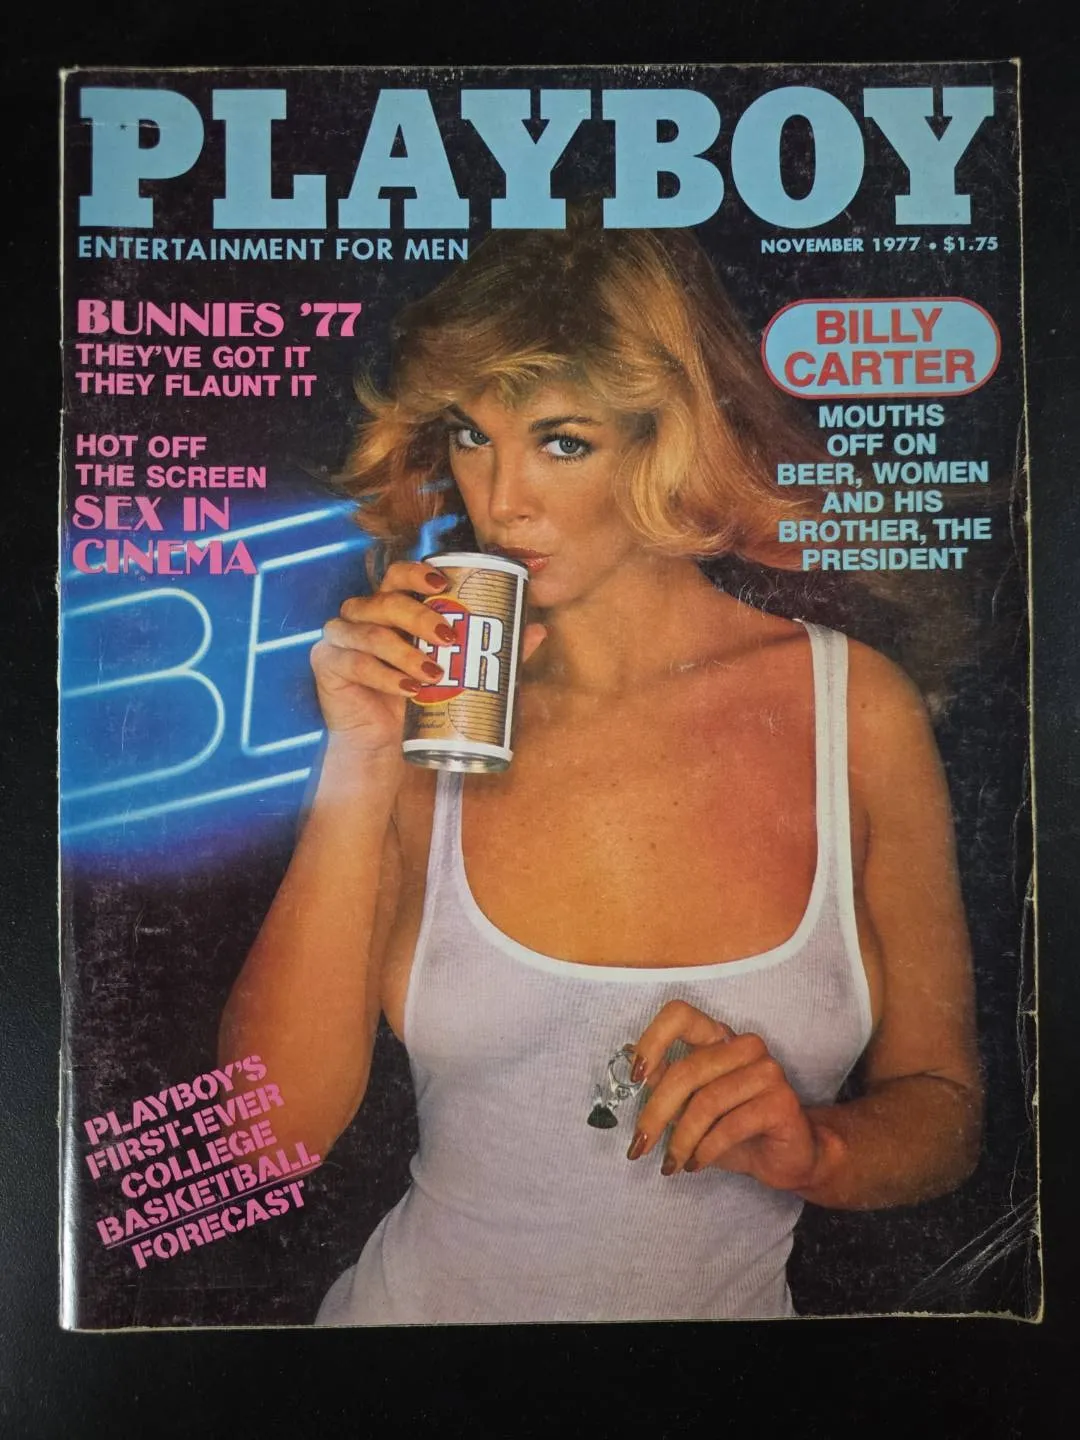 PLAYBOY
ENTERTAINMENT FOR MEN
NOVEMBER 1977 • $1.75
BUNNIES '77
THEY'VE GOT IT
THEY FLAUNT IT
HOT OFF
THE SCREEN
SEX IN
CINEMA
BILLY
CARTER
MOUTHS
OFF ON
BEER, WOMEN
AND HIS
BROTHER, THE
PRESIDENT
BE
PLAYBOY'S
FIRST-EVER
COLLEGE
BASKETBALL
FORECAST